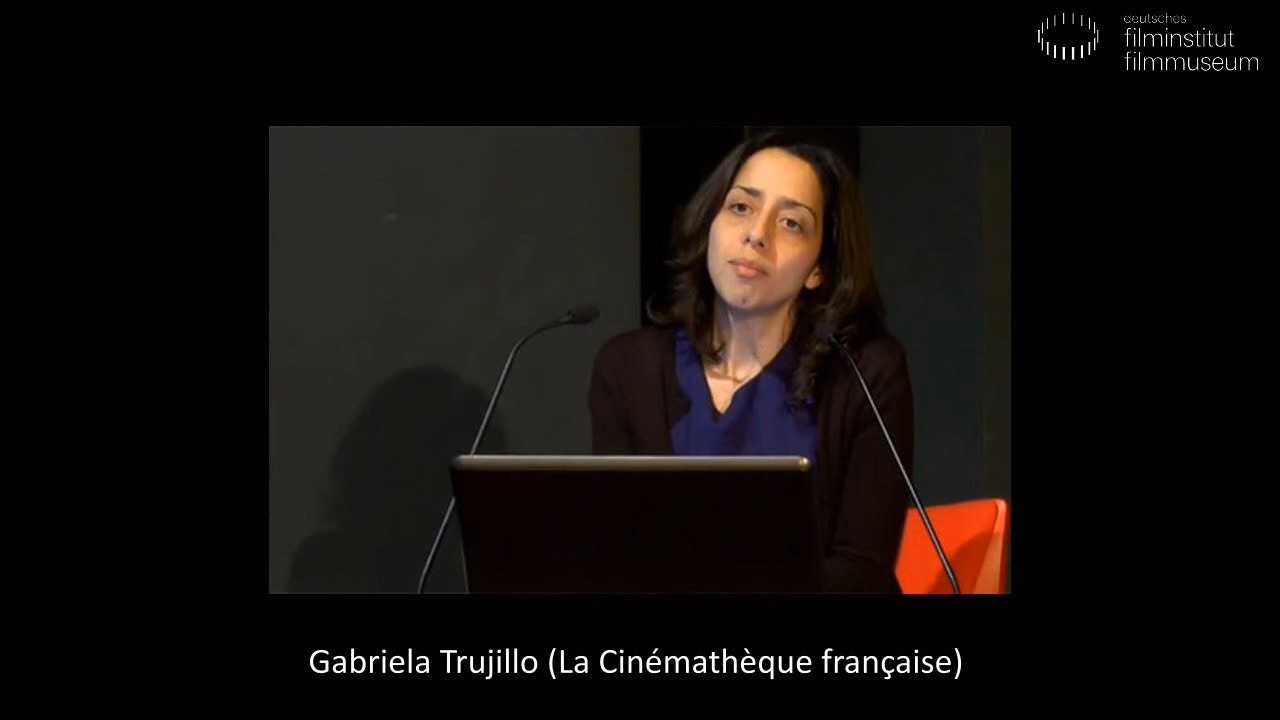 deutsches
filminstitut
filmmuseum
Gabriela Trujillo (La Cinémathèque française)